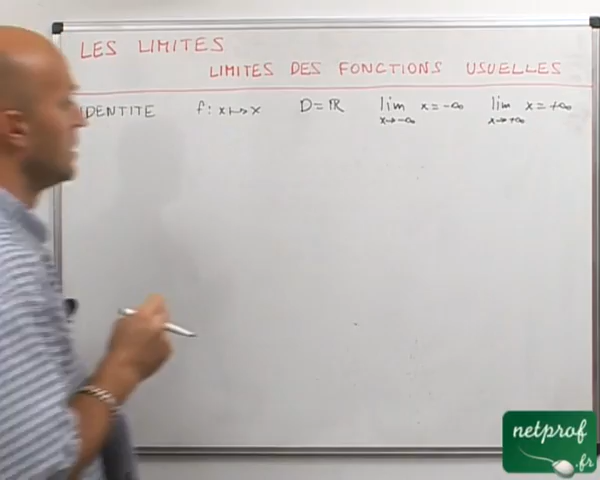 LES LIMITES
LIMITES DES FONCTIONS USUELLES
IDENTITE f: x ↦ x D = ℝ lim x = -∞ lim x = +∞
x→-∞ x→+∞
netprof
.fr